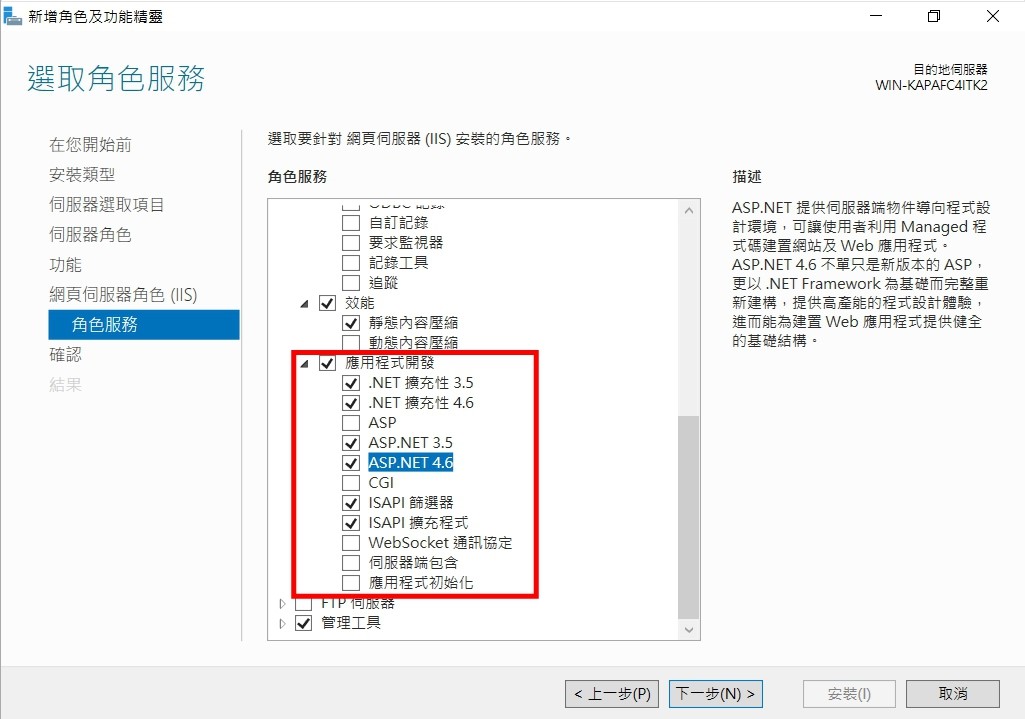 新增角色及功能精靈
選取角色服務
目的地伺服器
WIN-KAPAFC4ITK2
在您開始前
安裝類型
伺服器選取項目
伺服器角色
功能
網頁伺服器角色 (IIS)
角色服務
確認
結果
選取要針對 網頁伺服器 (IIS) 安裝的角色服務。
角色服務
ODBC 記錄
自訂記錄
要求監視器
記錄工具
追蹤
效能
靜態內容壓縮
動態內容壓縮
應用程式開發
.NET 擴充性 3.5
.NET 擴充性 4.6
ASP
ASP.NET 3.5
ASP.NET 4.6
CGI
ISAPI 篩選器
ISAPI 擴充程式
WebSocket 通訊協定
伺服器端包含
應用程式初始化
FTP 伺服器
管理工具
描述
ASP.NET 提供伺服器端物件導向程式設
計環境，可讓使用者利用 Managed 程
式碼建置網站及 Web 應用程式。
ASP.NET 4.6 不單只是新版本的 ASP，
更以 .NET Framework 為基礎而完整重
新建構，提供高產能的程式設計體驗，
進而能為建置 Web 應用程式提供健全
的基礎結構。
< 上一步(P)
下一步(N) >
安裝(I)
取消